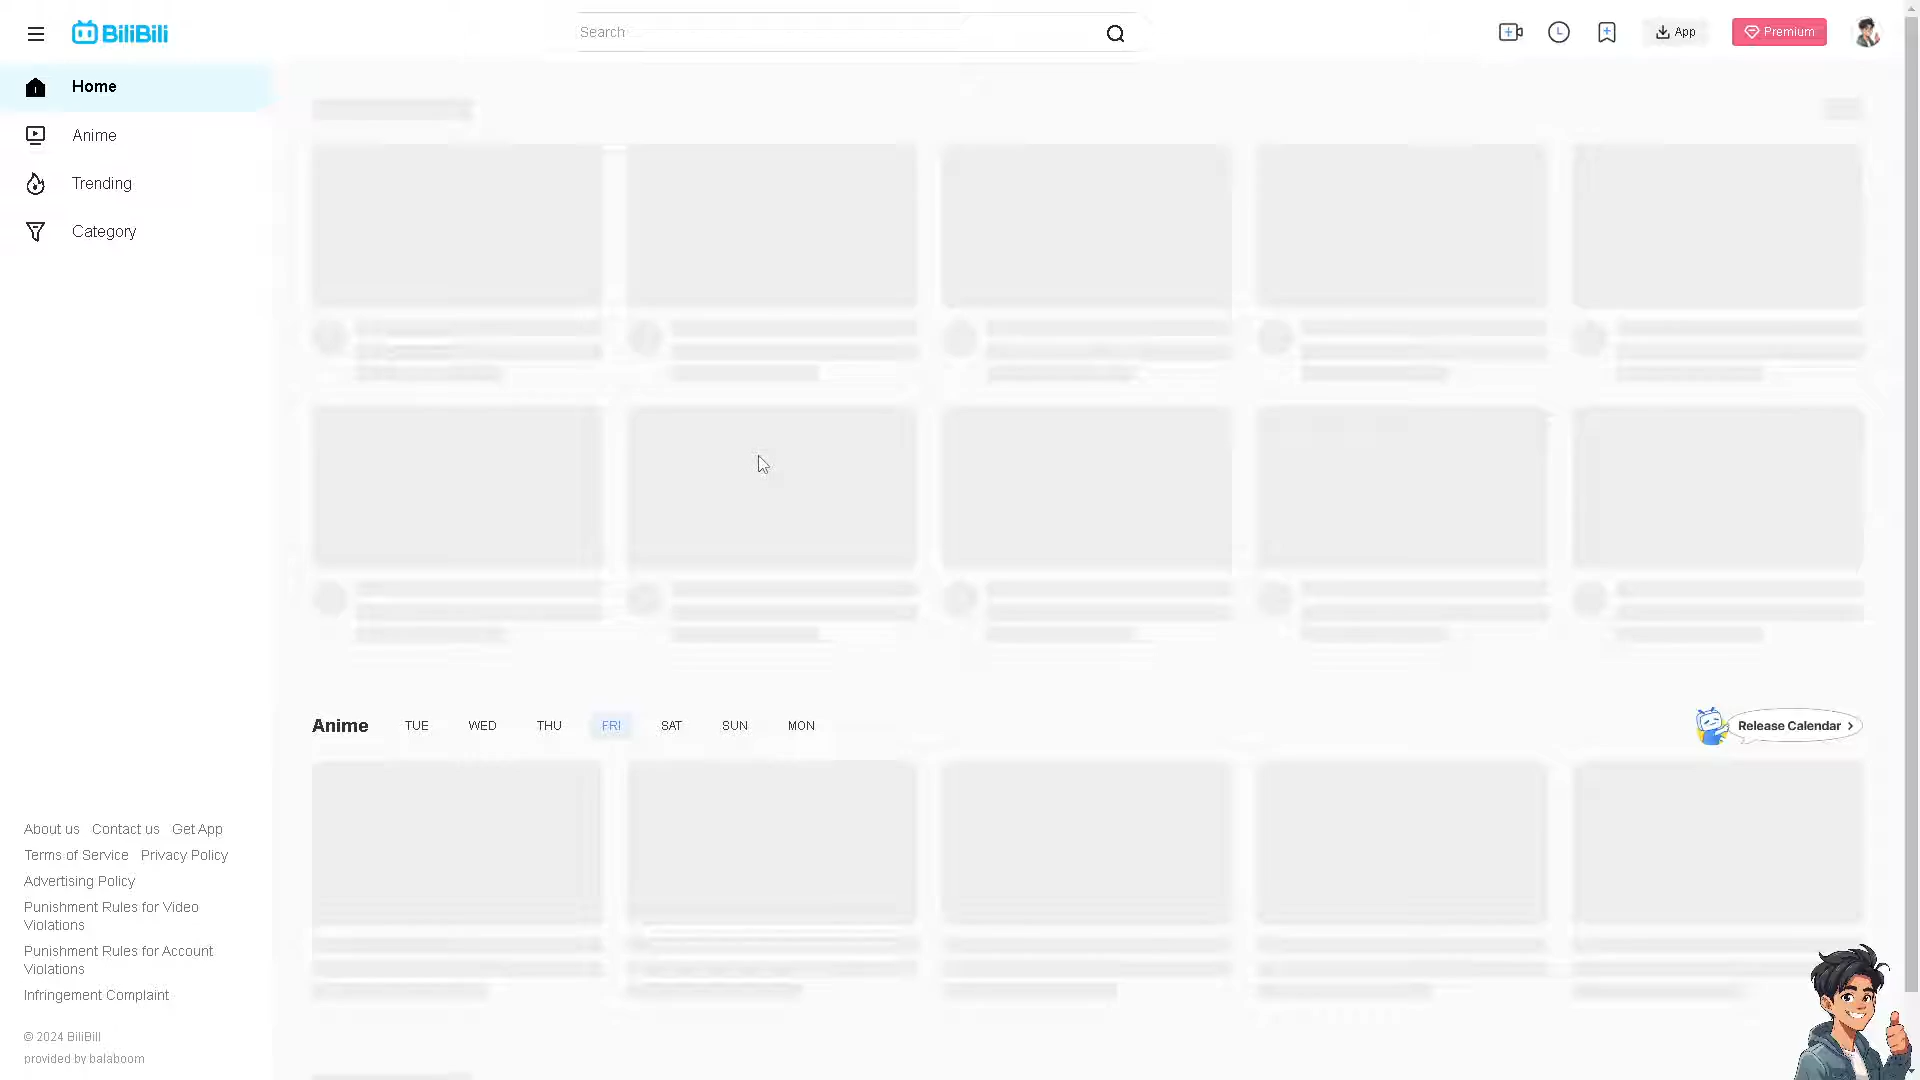 BiliBili
Search
App
Premium
Home
Anime
Trending
Category
Anime
TUE
WED
THU
FRI
SAT
SUN
MON
Release Calendar
About us
Contact us
Get App
Terms of Service
Privacy Policy
Advertising Policy
Punishment Rules for Video
Violations
Punishment Rules for Account
Violations
Infringement Complaint
© 2024 BiliBili
provided by balaboom